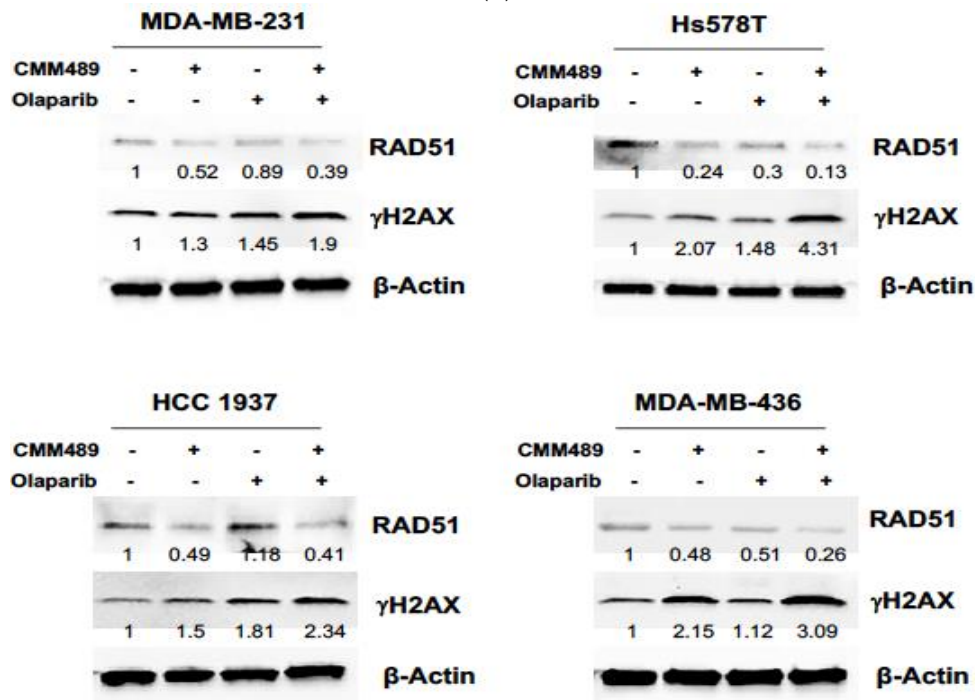 MDA-MB-231
CMM489 - + - +
Olaparib - - + +
RAD51
1 0.52 0.89 0.39
γH2AX
1 1.3 1.45 1.9
β-Actin
Hs578T
CMM489 - + - +
Olaparib - - + +
RAD51
1 0.24 0.3 0.13
γH2AX
1 2.07 1.48 4.31
β-Actin
HCC 1937
CMM489 - + - +
Olaparib - - + +
RAD51
1 0.49 1.18 0.41
γH2AX
1 1.5 1.81 2.34
β-Actin
MDA-MB-436
CMM489 - + - +
Olaparib - - + +
RAD51
1 0.48 0.51 0.26
γH2AX
1 2.15 1.12 3.09
β-Actin